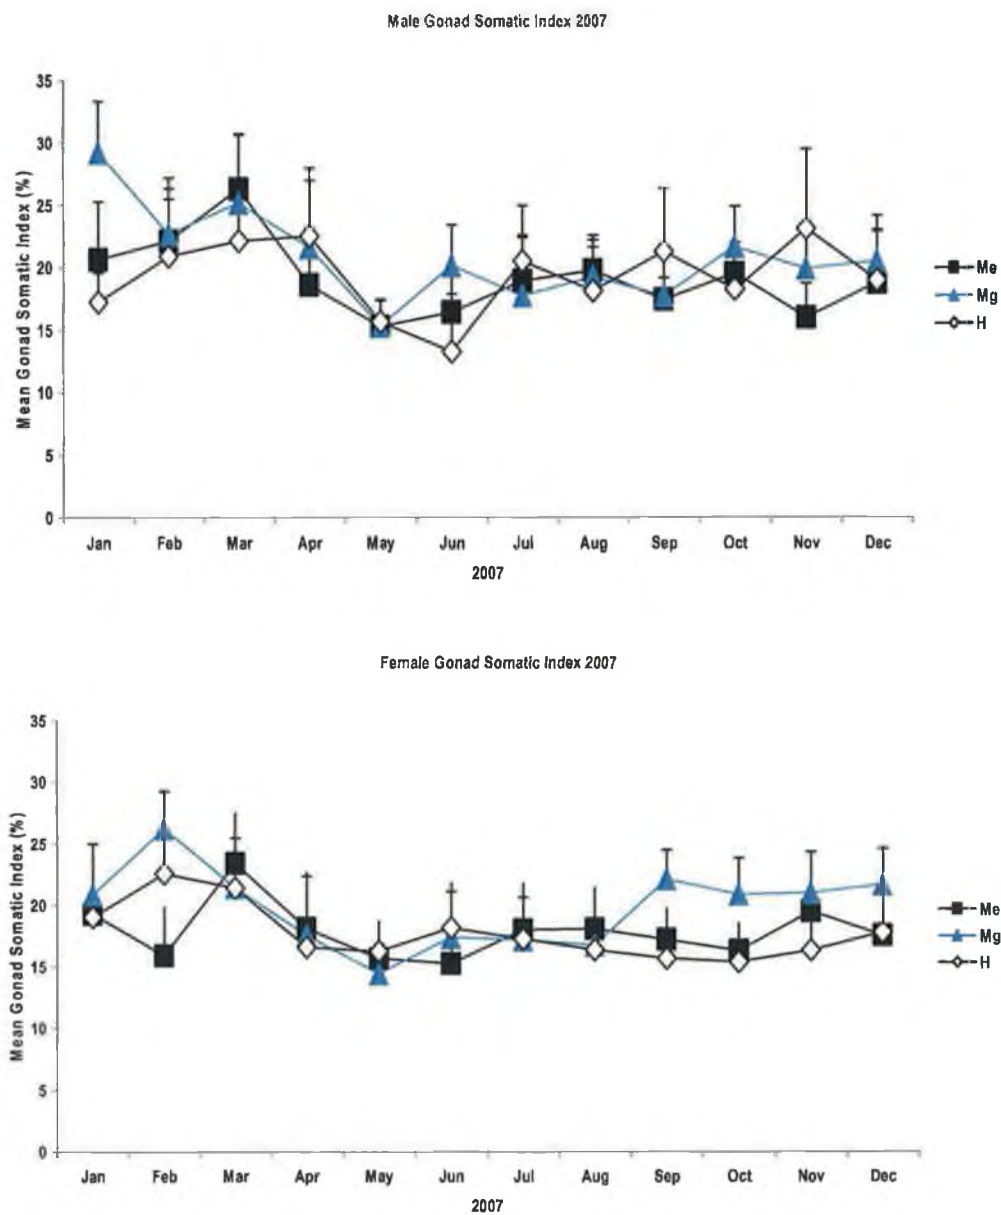 Male Gonad Somatic Index 2007
Mean Gonad Somatic Index (%)
35
30
25
20
15
10
5
0
Jan Feb Mar Apr May Jun Jul Aug Sep Oct Nov Dec
2007
Me
Mg
H
Female Gonad Somatic Index 2007
Mean Gonad Somatic Index (%)
35
30
25
20
15
10
5
0
Jan Feb Mar Apr May Jun Jul Aug Sep Oct Nov Dec
2007
Me
Mg
H